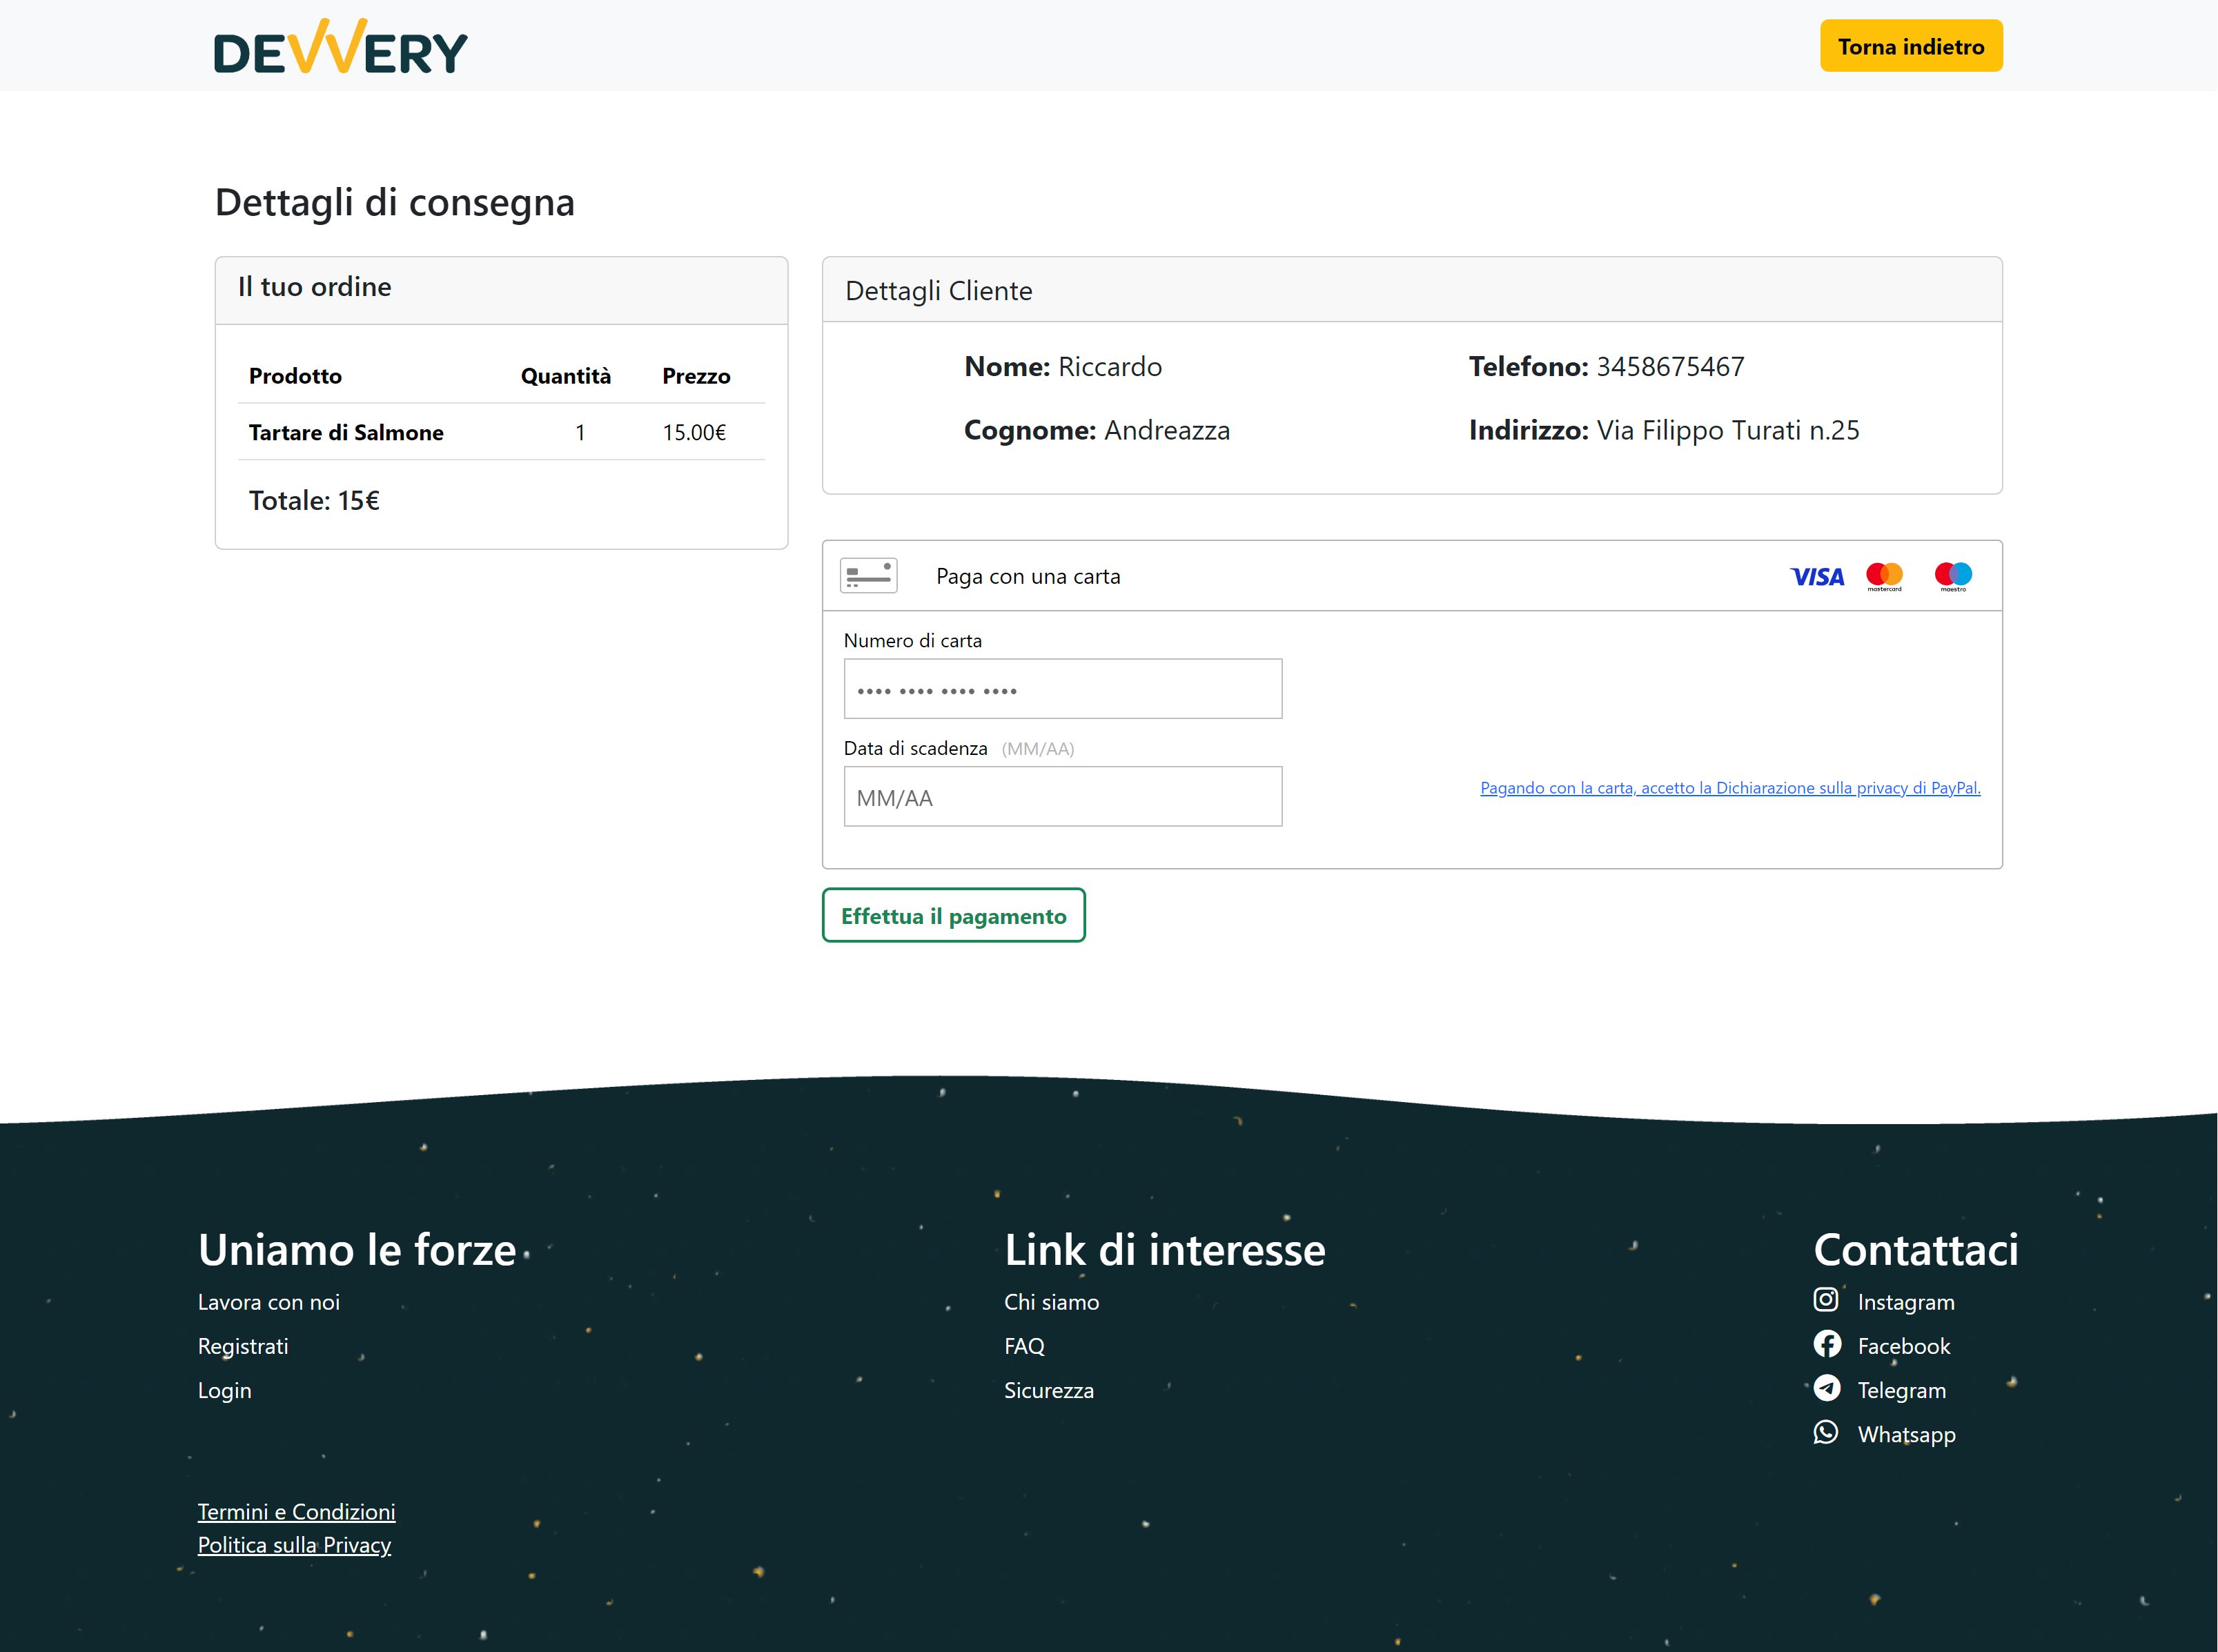 DEVVERY
Torna indietro
Dettagli di consegna
Il tuo ordine
Prodotto Quantità Prezzo
Tartare di Salmone 1 15.00€
Totale: 15€
Dettagli Cliente
Nome: Riccardo
Telefono: 3458675467
Cognome: Andreazza
Indirizzo: Via Filippo Turati n.25
Paga con una carta
VISA mastercard maestro
Numero di carta
•••• •••• •••• ••••
Data di scadenza (MM/AA)
MM/AA
Pagando con la carta, accetto la Dichiarazione sulla privacy di PayPal.
Effettua il pagamento
Uniamo le forze
Lavora con noi
Registrati
Login
Link di interesse
Chi siamo
FAQ
Sicurezza
Contattaci
Instagram
Facebook
Telegram
Whatsapp
Termini e Condizioni
Politica sulla Privacy